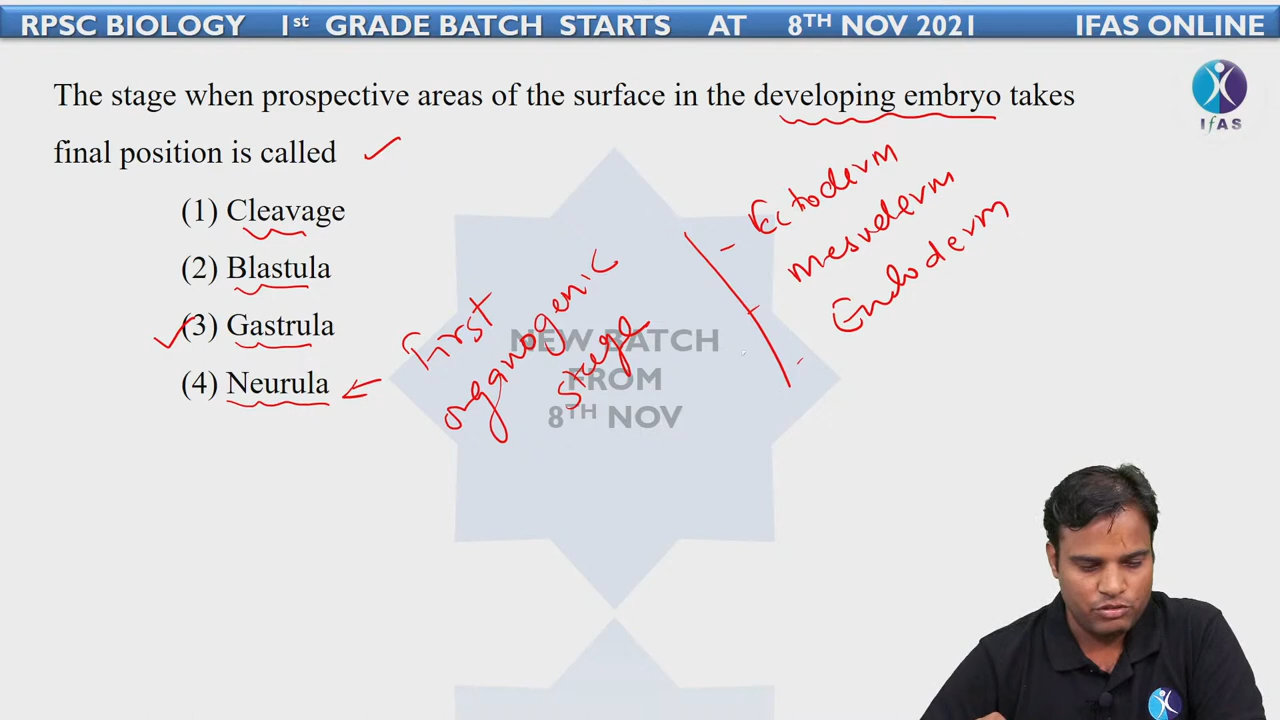 RPSC BIOLOGY 1st GRADE BATCH STARTS AT 8TH NOV 2021 IFAS ONLINE
The stage when prospective areas of the surface in the developing embryo takes
final position is called
(1) Cleavage
(2) Blastula
(3) Gastrula
(4) Neurula
First
organogenic
stage
Ectoderm
mesoderm
Endoderm
NEW BATCH
FROM
8TH NOV
IfAS